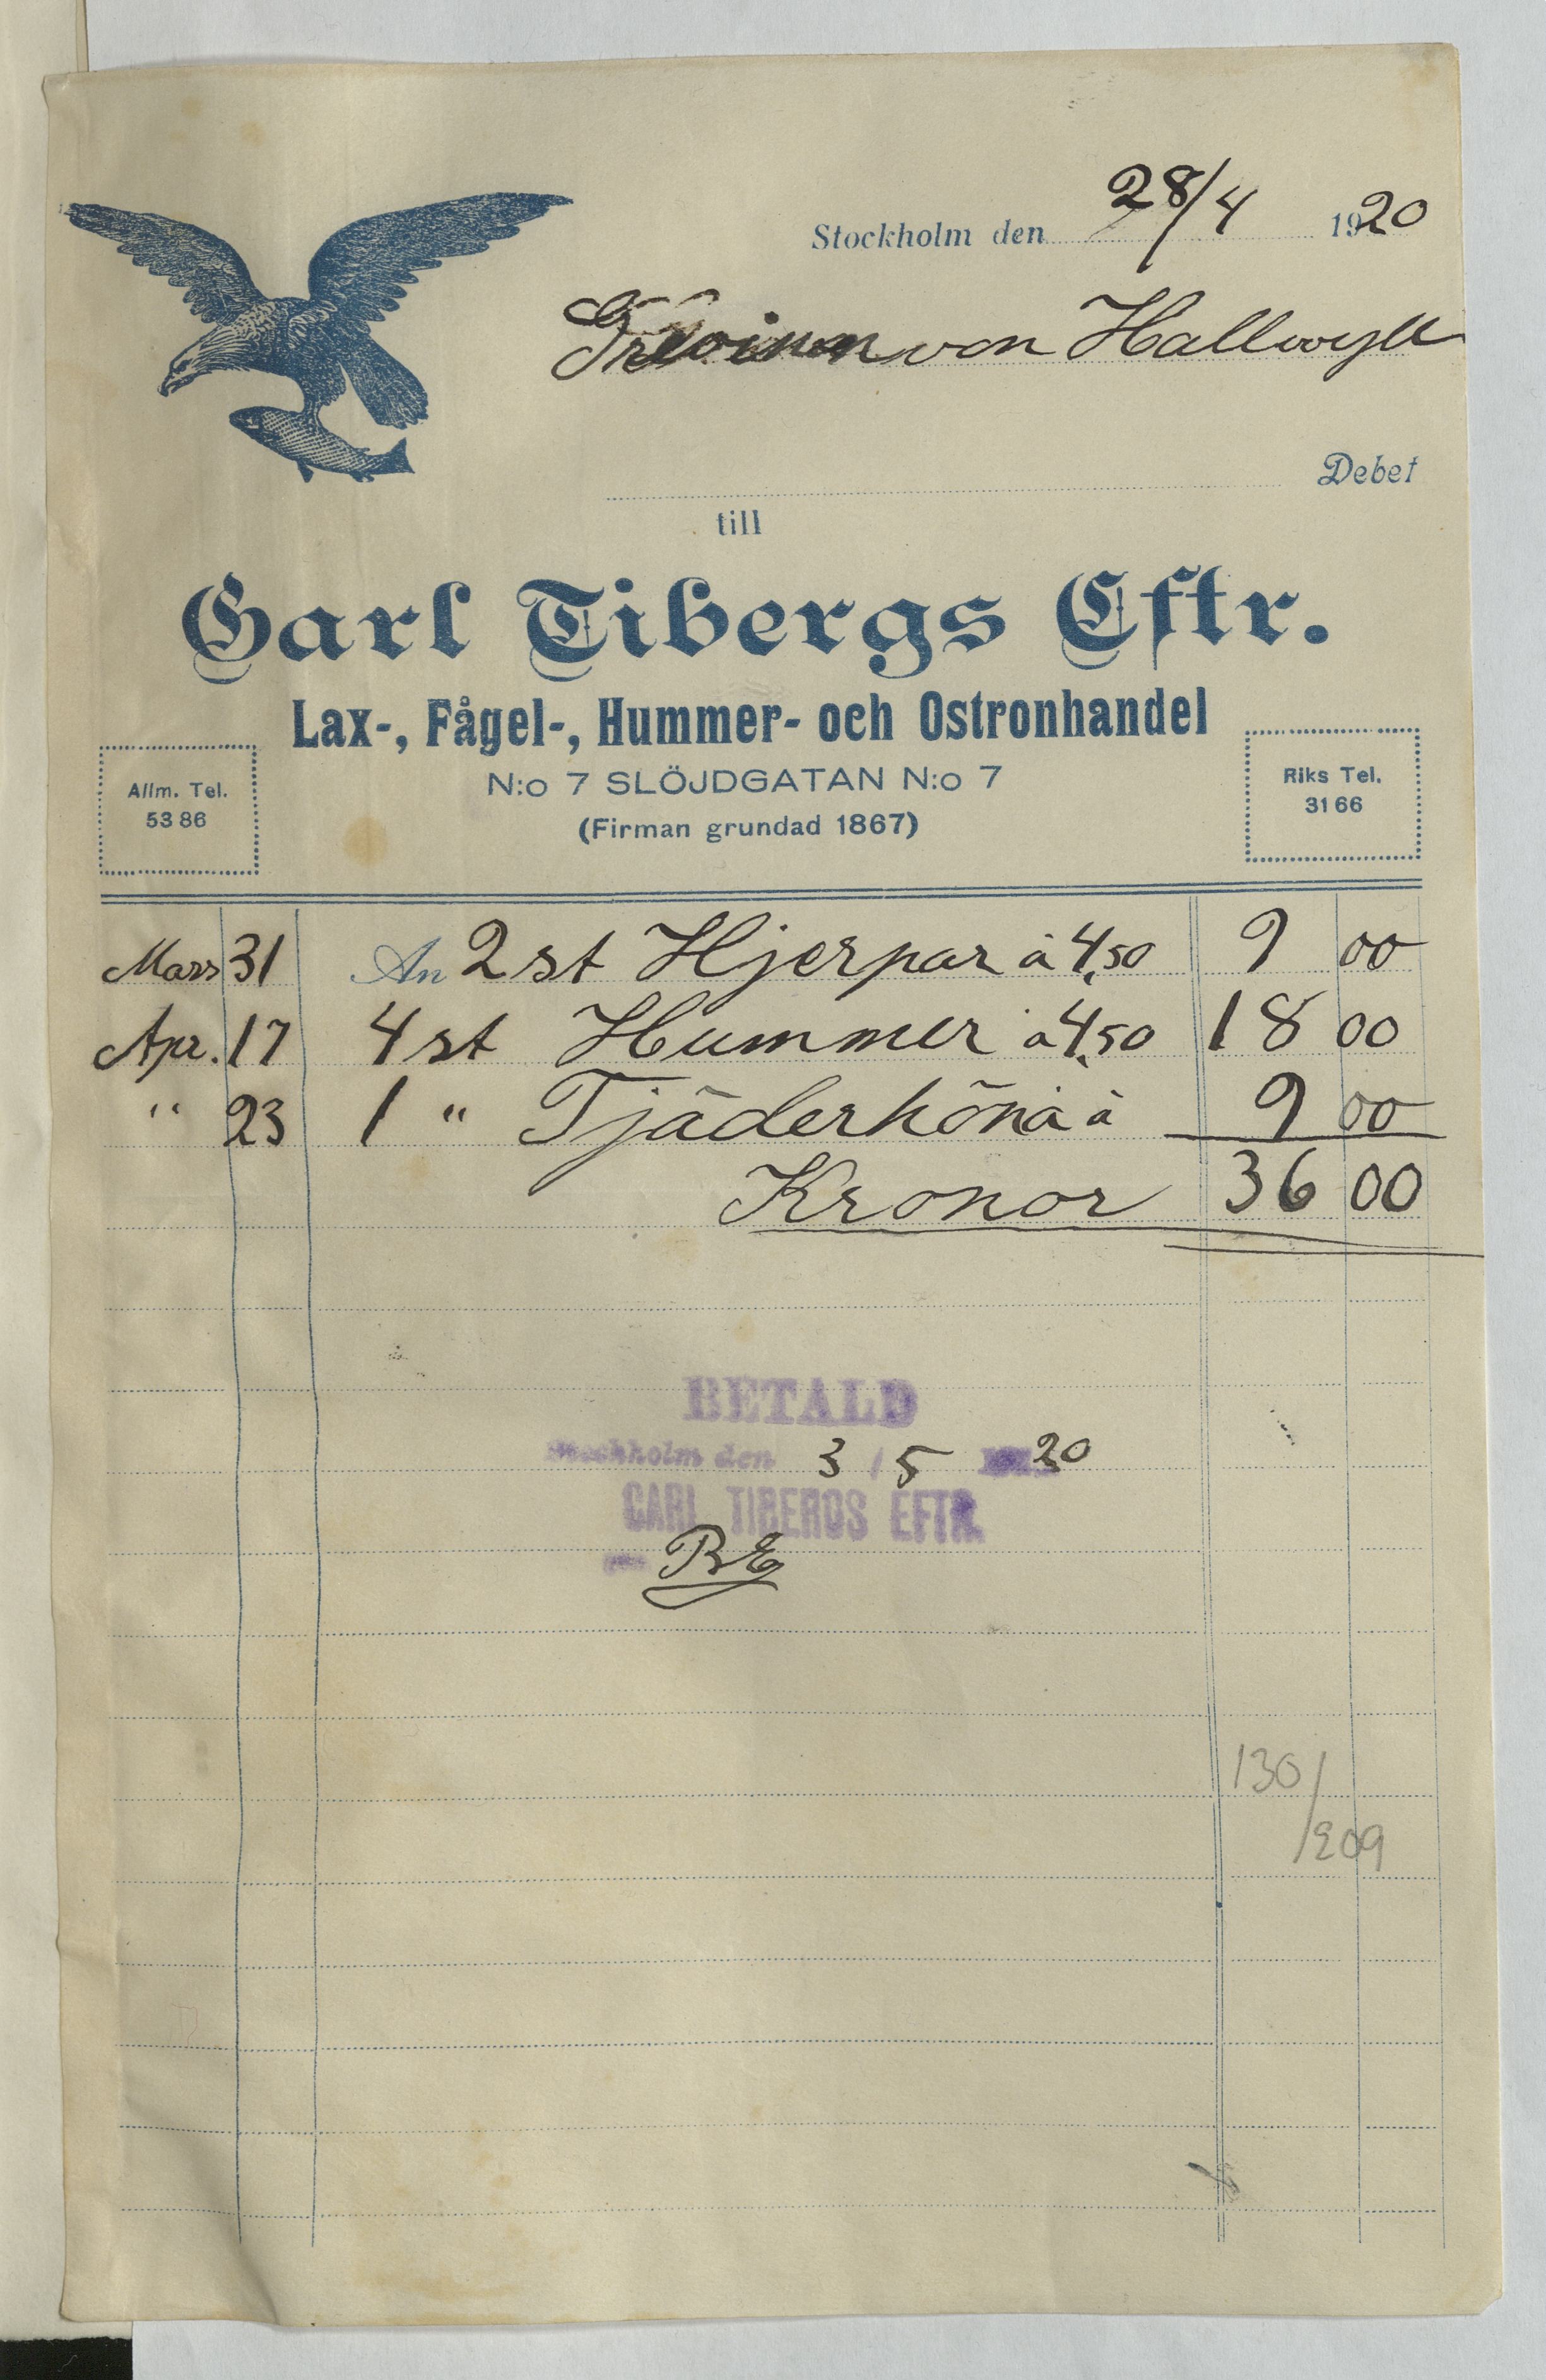 Stockholm den 28/4 1920
Grevinnan von Hallwyll
Debet
till
Carl Tibergs Eftr.
Lax-, Fågel-, Hummer- och Ostronhandel
N:o 7 SLÖJDGATAN N:o 7
(Firman grundad 1867)
Allm. Tel.
53 86
Riks Tel.
31 66
Mars 31 An 2 st Hjerpar à 4,50 9 00
Apr. 17 4 st Hummer à 4,50 18 00
" 23 1 " Tjäderhöna à 9 00
Kronor 36 00
BETALD
Stockholm den 3/5 20
CARL TIBERGS EFTR.
BE
130/
/209